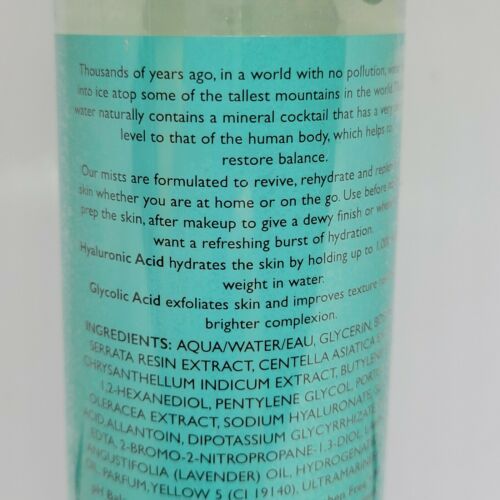 Thousands of years ago, in a world with no pollution,
into ice atop some of the tallest mountains in the world.
water naturally contains a mineral cocktail that has a very
level to that of the human body, which helps to
restore balance.
Our mists are formulated to revive, rehydrate and
skin whether you are at home or on the go. Use before
prep the skin, after makeup to give a dewy finish or
want a refreshing burst of hydration.
Hyaluronic Acid hydrates the skin by holding up to 1,000
weight in water.
Glycolic Acid exfoliates skin and improves texture
brighter complexion.
INGREDIENTS: AQUA/WATER/EAU, GLYCERIN,
SERRATA RESIN EXTRACT, CENTELLA ASIATICA
CHRYSANTHELLUM INDICUM EXTRACT,
1,2-HEXANEDIOL, PENTYLENE GLYCOL,
OLERACEA EXTRACT, SODIUM HYALURONATE,
ACID, ALLANTOIN, DIPOTASSIUM GLYCYRRHIZATE,
EDTA, 2-BROMO-2-NITROPROPANE-1,3-DIOL,
ANGUSTIFOLIA (LAVENDER) OIL,
OIL, PARFUM, YELLOW 5 (CI 19140),
pH